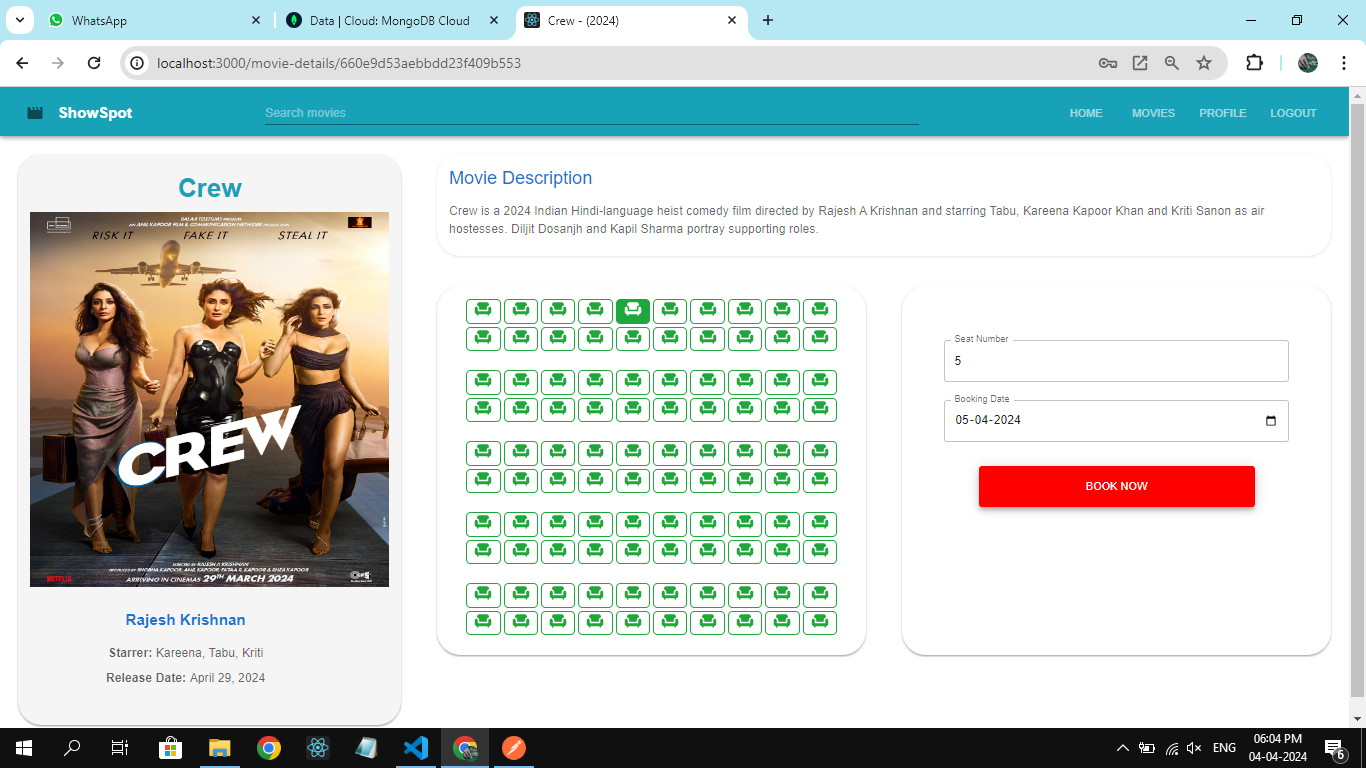 WhatsApp
Data | Cloud: MongoDB Cloud
Crew - (2024)
localhost:3000/movie-details/660e9d53aebbdd23f409b553
ShowSpot
Search movies
HOME
MOVIES
PROFILE
LOGOUT
Crew
RISK IT FAKE IT STEAL IT
CREW
ARRIVING IN CINEMAS 29TH MARCH 2024
NETFLIX
Rajesh Krishnan
Starrer: Kareena, Tabu, Kriti
Release Date: April 29, 2024
Movie Description
Crew is a 2024 Indian Hindi-language heist comedy film directed by Rajesh A Krishnan and starring Tabu, Kareena Kapoor Khan and Kriti Sanon as air
hostesses. Diljit Dosanjh and Kapil Sharma portray supporting roles.
Seat Number
5
Booking Date
05-04-2024
BOOK NOW
ENG
06:04 PM
04-04-2024
6